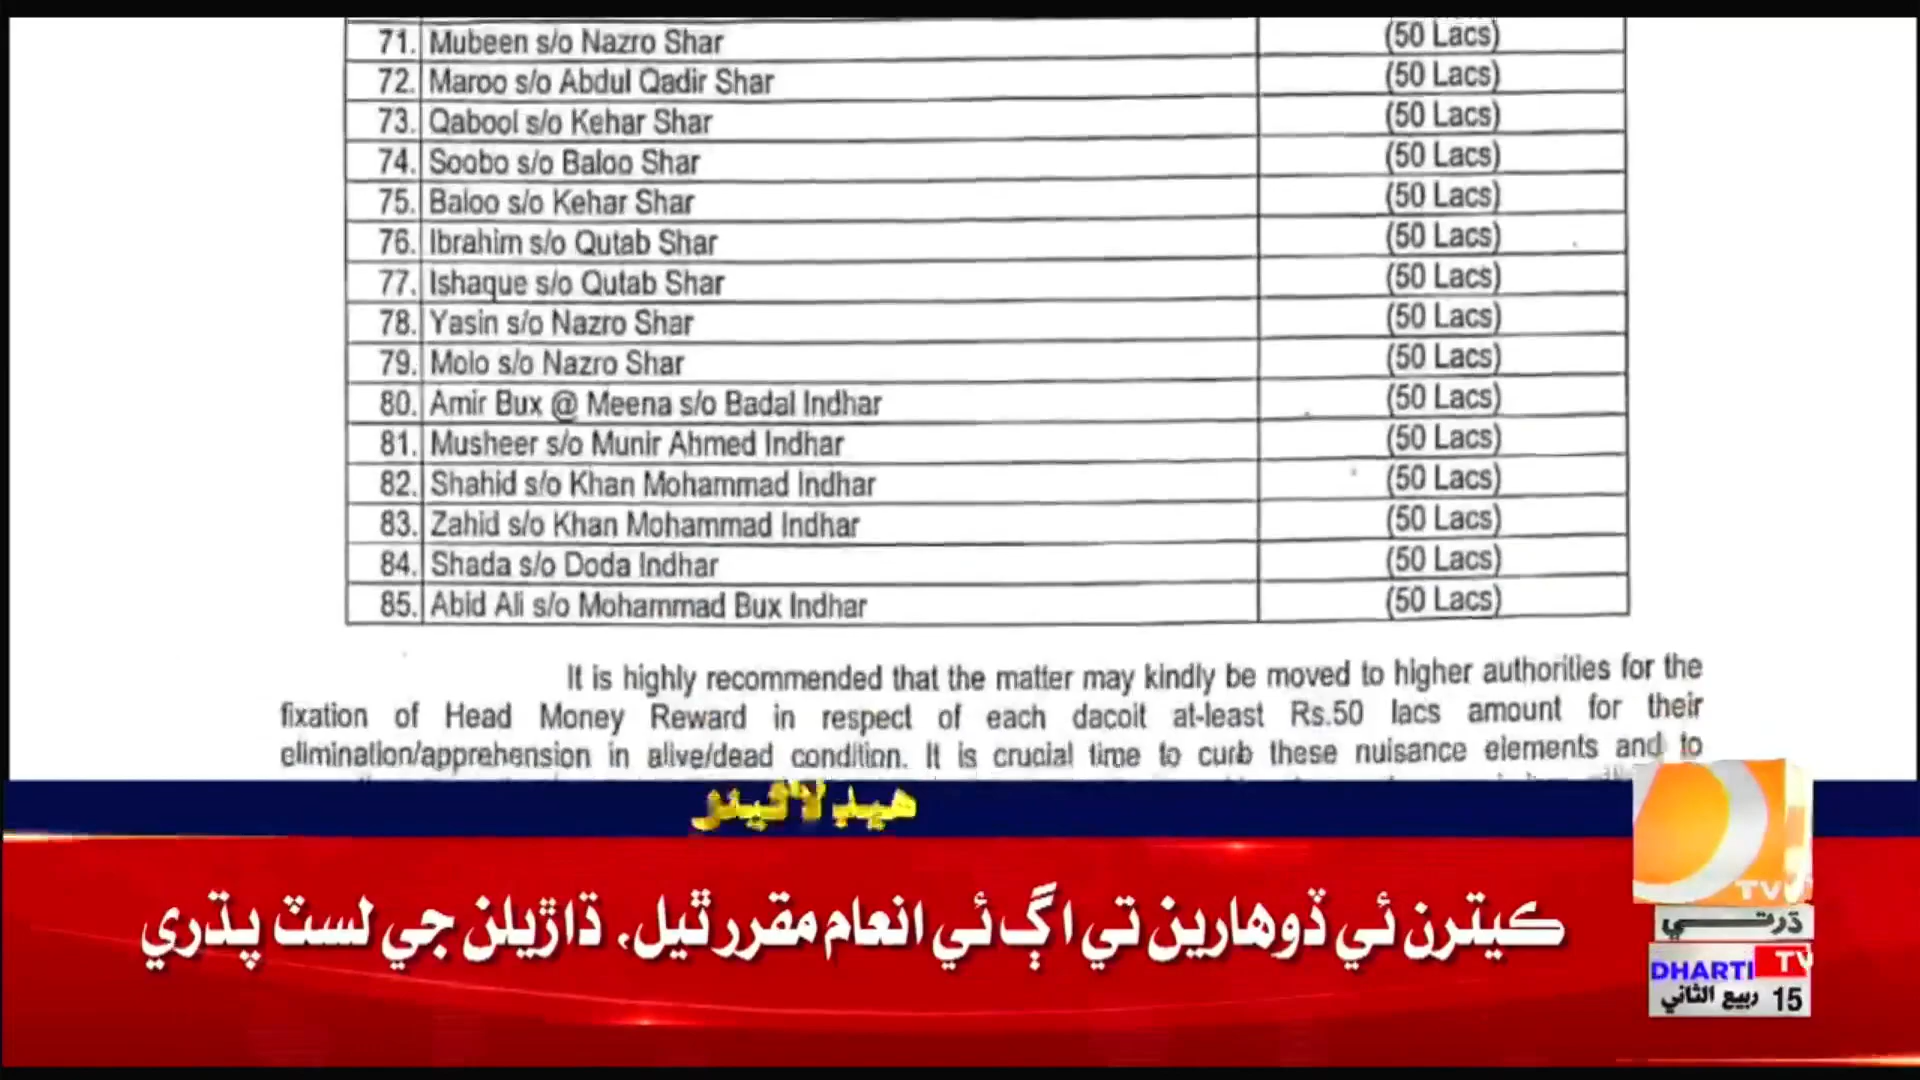 71. Mubeen s/o Nazro Shar (50 Lacs)
72. Maroo s/o Abdul Qadir Shar (50 Lacs)
73. Qabool s/o Kehar Shar (50 Lacs)
74. Soobo s/o Baloo Shar (50 Lacs)
75. Baloo s/o Kehar Shar (50 Lacs)
76. Ibrahim s/o Qutab Shar (50 Lacs)
77. Ishaque s/o Qutab Shar (50 Lacs)
78. Yasin s/o Nazro Shar (50 Lacs)
79. Molo s/o Nazro Shar (50 Lacs)
80. Amir Bux @ Meena s/o Badal Indhar (50 Lacs)
81. Musheer s/o Munir Ahmed Indhar (50 Lacs)
82. Shahid s/o Khan Mohammad Indhar (50 Lacs)
83. Zahid s/o Khan Mohammad Indhar (50 Lacs)
84. Shada s/o Doda Indhar (50 Lacs)
85. Abid Ali s/o Mohammad Bux Indhar (50 Lacs)
It is highly recommended that the matter may kindly be moved to higher authorities for the
fixation of Head Money Reward in respect of each dacoit at-least Rs.50 lacs amount for their
elimination/apprehension in alive/dead condition. It is crucial time to curb these nuisance elements and to
هيڊ لائينز
ڪيترن ئي ڏوهارين تي اڳ ئي انعام مقرر ٿيل، ڌاڙيلن جي لسٽ پڌري
TV
ڌرتي
DHARTI TV
15 ربيع الثاني